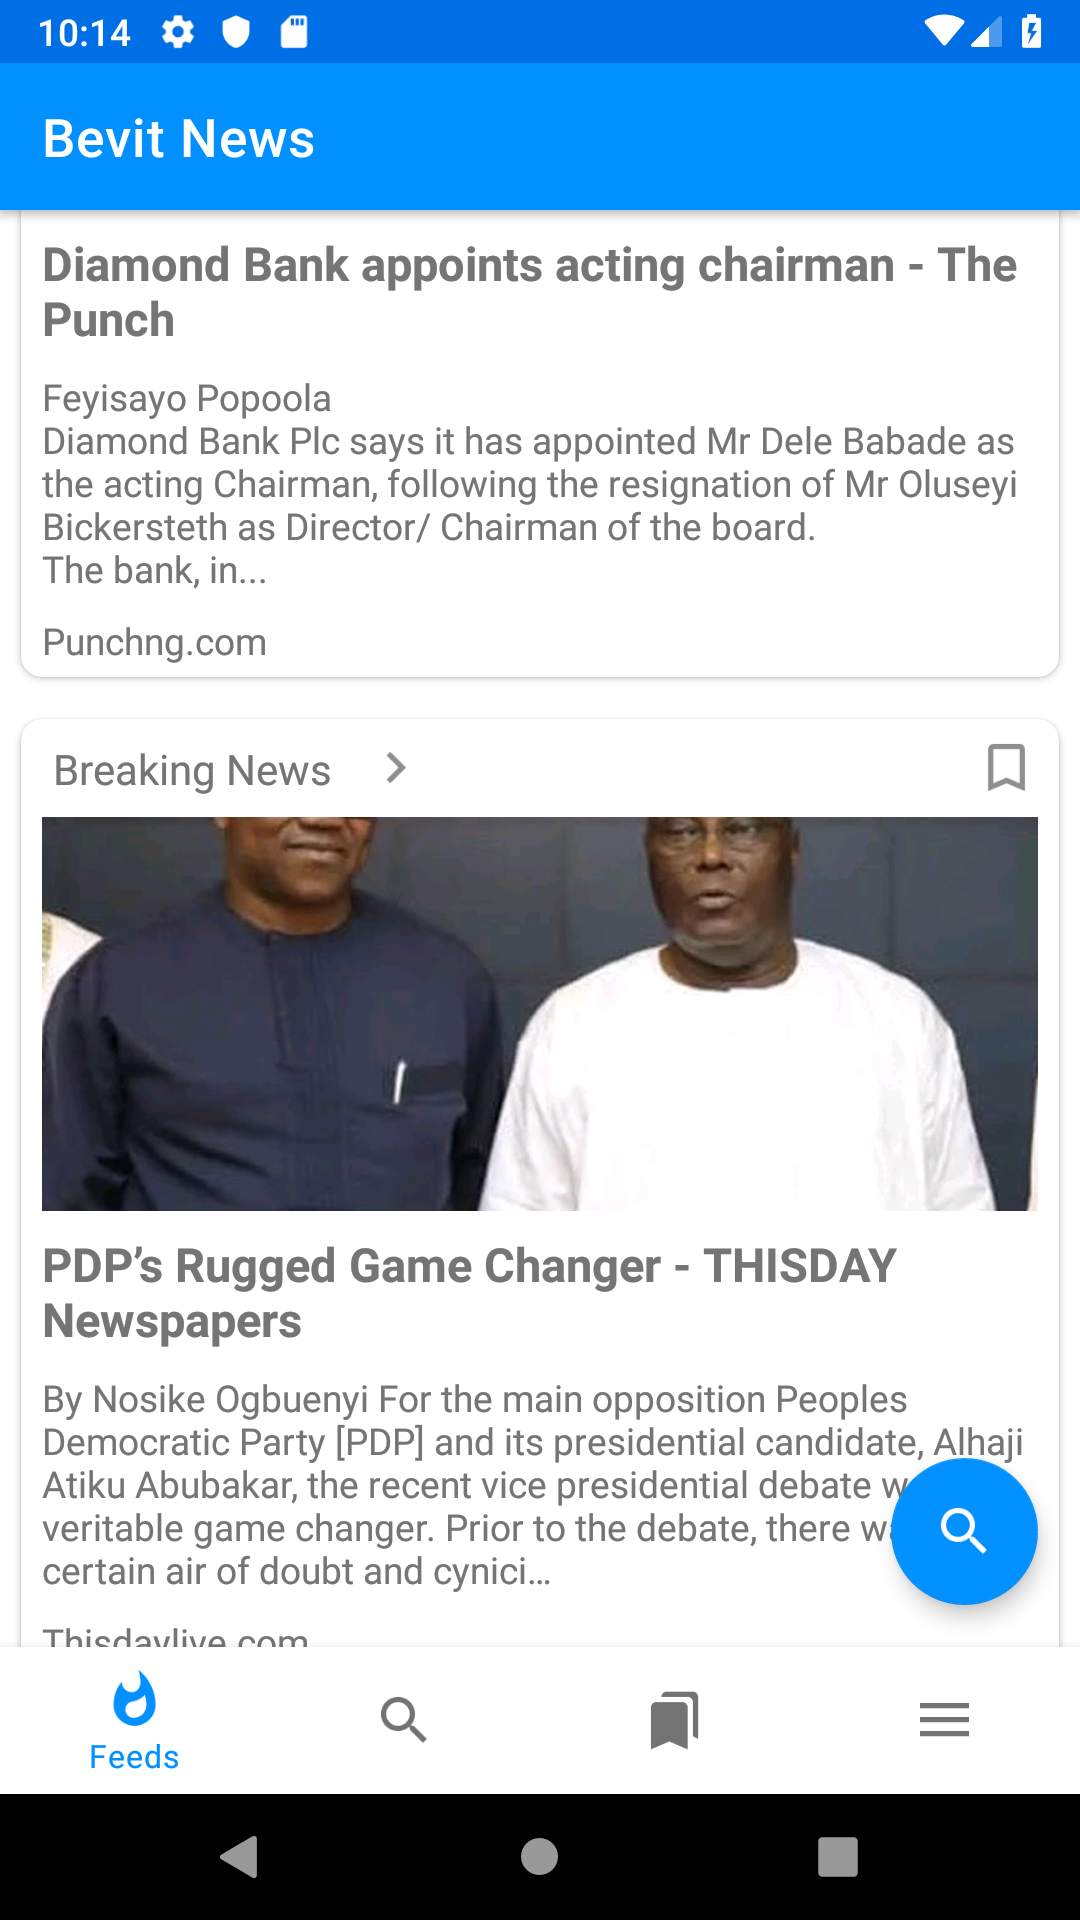 10:14
Bevit News
Diamond Bank appoints acting chairman - The
Punch
Feyisayo Popoola
Diamond Bank Plc says it has appointed Mr Dele Babade as
the acting Chairman, following the resignation of Mr Oluseyi
Bickersteth as Director/ Chairman of the board.
The bank, in...
Punchng.com
Breaking News
PDP’s Rugged Game Changer - THISDAY
Newspapers
By Nosike Ogbuenyi For the main opposition Peoples
Democratic Party [PDP] and its presidential candidate, Alhaji
Atiku Abubakar, the recent vice presidential debate
veritable game changer. Prior to the debate, there
certain air of doubt and cynici…
Thisdaylive.com
Feeds